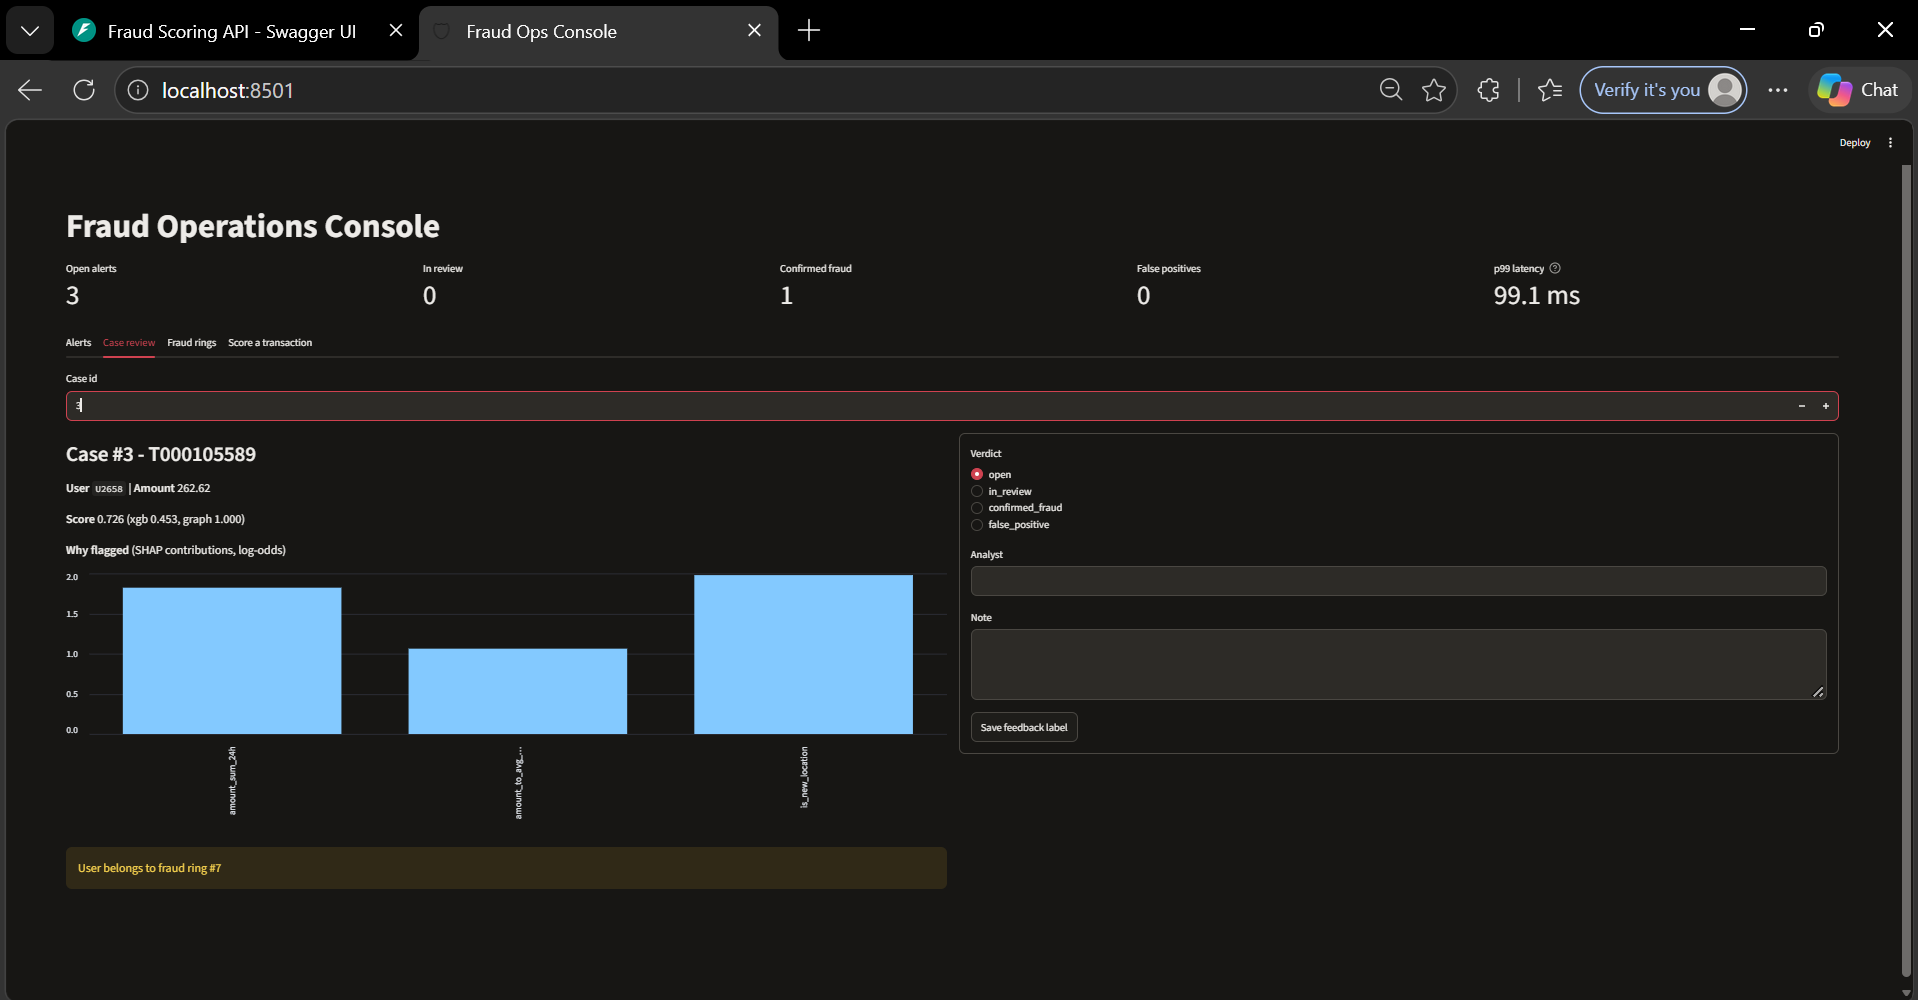 Fraud Scoring API - Swagger UI
Fraud Ops Console
localhost:8501
Verify it's you
Chat
Deploy
Fraud Operations Console
Open alerts
3
In review
0
Confirmed fraud
1
False positives
0
p99 latency
99.1 ms
Alerts Case review Fraud rings Score a transaction
Case id
3
Case #3 - T000105589
User U2658 | Amount 262.62
Score 0.726 (xgb 0.453, graph 1.000)
Why flagged (SHAP contributions, log-odds)
2.0
1.5
1.0
0.5
0.0
amount_sum_24h
amount_to_avg_…
is_new_location
User belongs to fraud ring #7
Verdict
open
in_review
confirmed_fraud
false_positive
Analyst
Note
Save feedback label